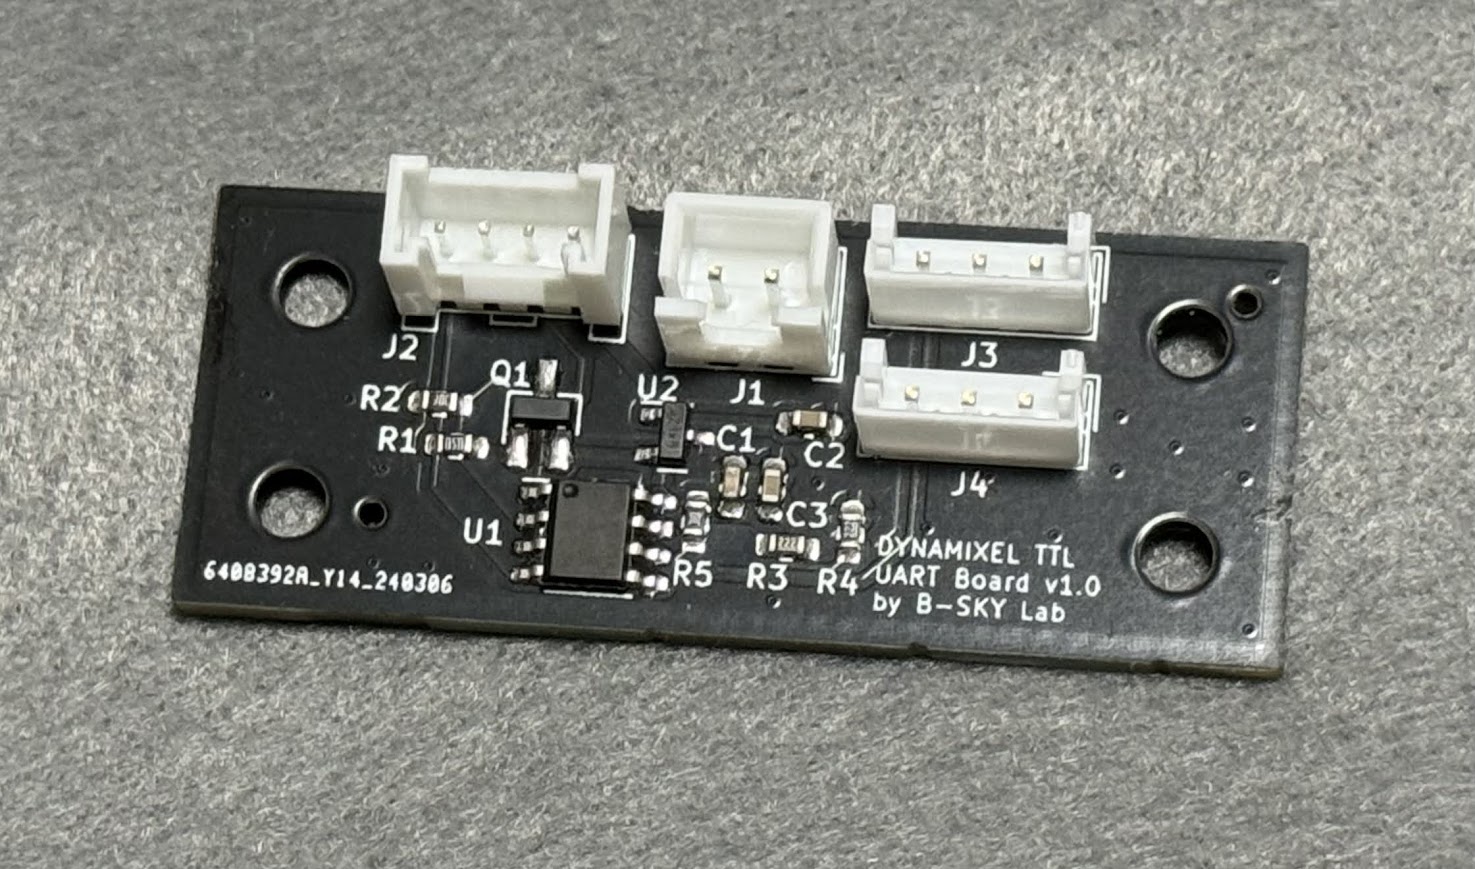 J2
J1
J3
J4
Q1
U2
R2
R1
C1
C2
U1
C3
R5
R3
R4
DYNAMIXEL TTL
UART Board v1.0
by B-SKY Lab
6408392A_Y14_240306
222